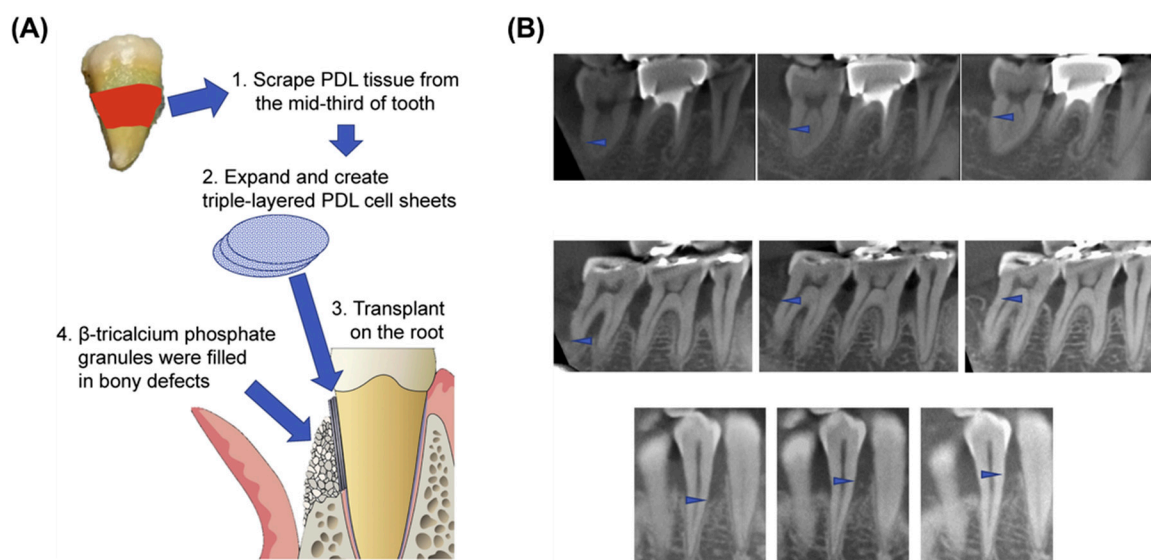 (A)
1. Scrape PDL tissue from
the mid-third of tooth
2. Expand and create
triple-layered PDL cell sheets
3. Transplant
on the root
4. β-tricalcium phosphate
granules were filled
in bony defects
(B)